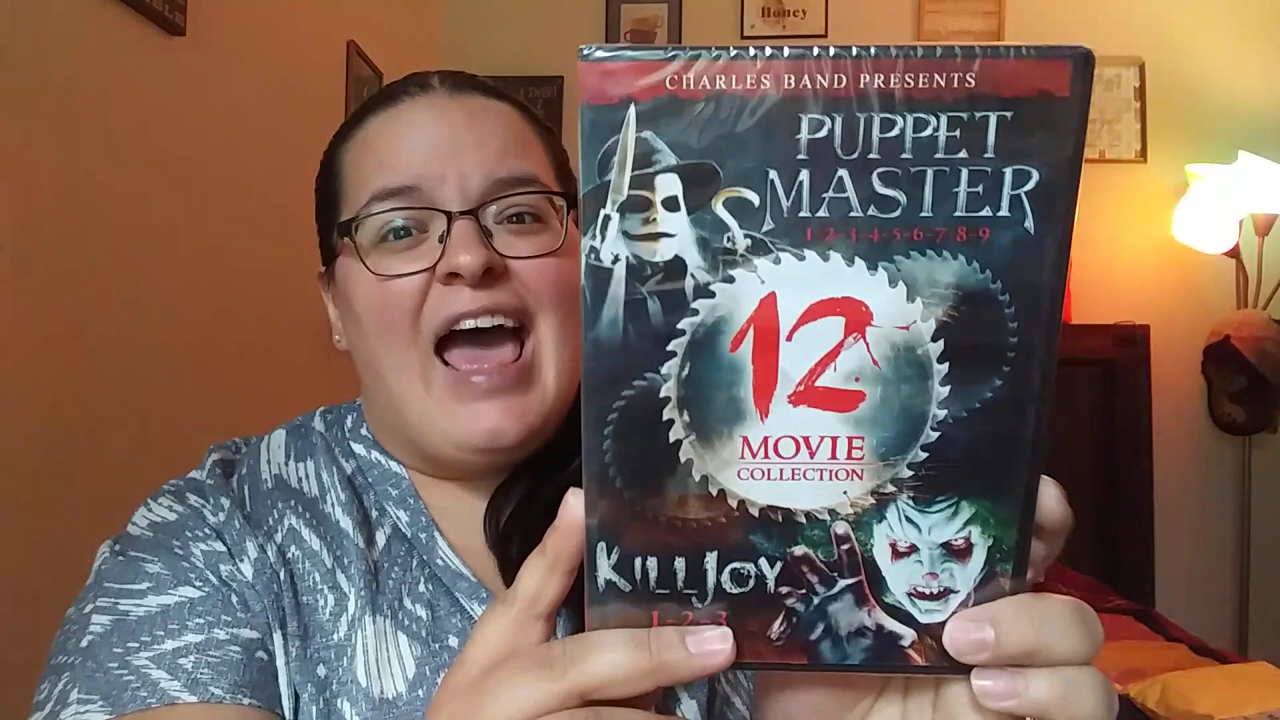 Honey
A SWEET
CHARLES BAND PRESENTS
PUPPET
MASTER
1-2-3-4-5-6-7-8-9
12
MOVIE
COLLECTION
KILLJOY
1-2-3